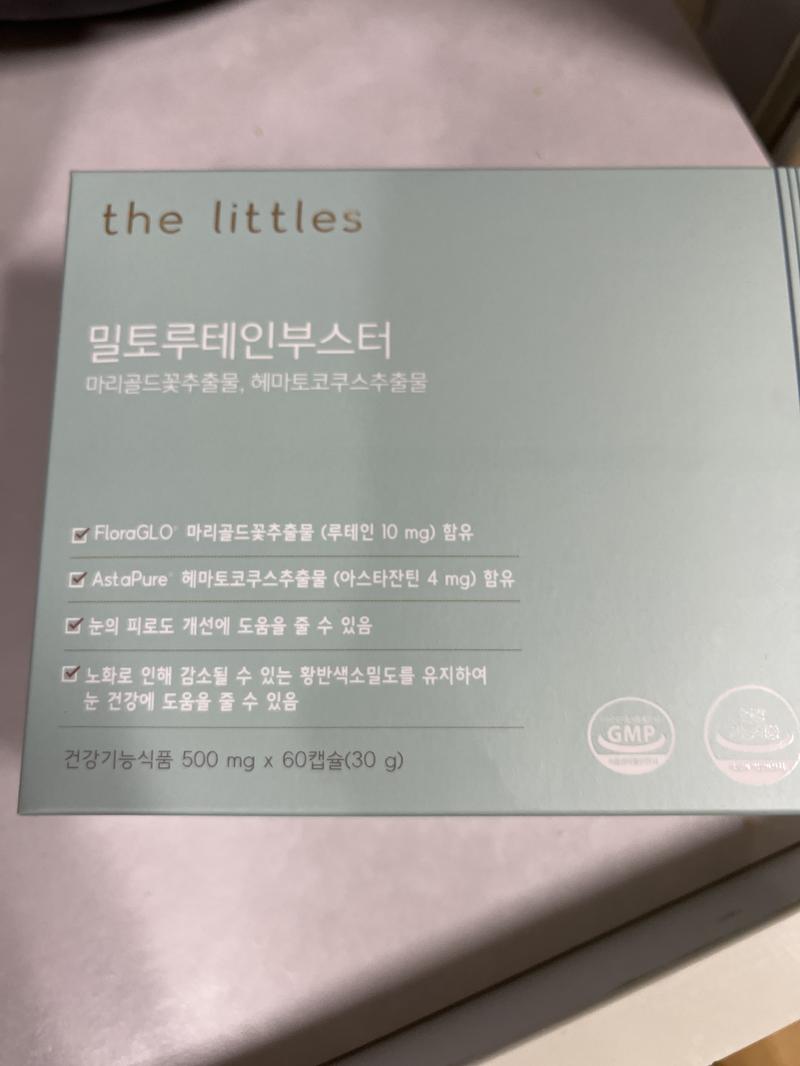 the littles
밀토루테인부스터
마리골드꽃추출물, 헤마토코쿠스추출물
FloraGLO® 마리골드꽃추출물 (루테인 10 mg) 함유
AstaPure® 헤마토코쿠스추출물 (아스타잔틴 4 mg) 함유
눈의 피로도 개선에 도움을 줄 수 있음
노화로 인해 감소될 수 있는 황반색소밀도를 유지하여
눈 건강에 도움을 줄 수 있음
건강기능식품 500 mg x 60캡슐(30 g)
GMP